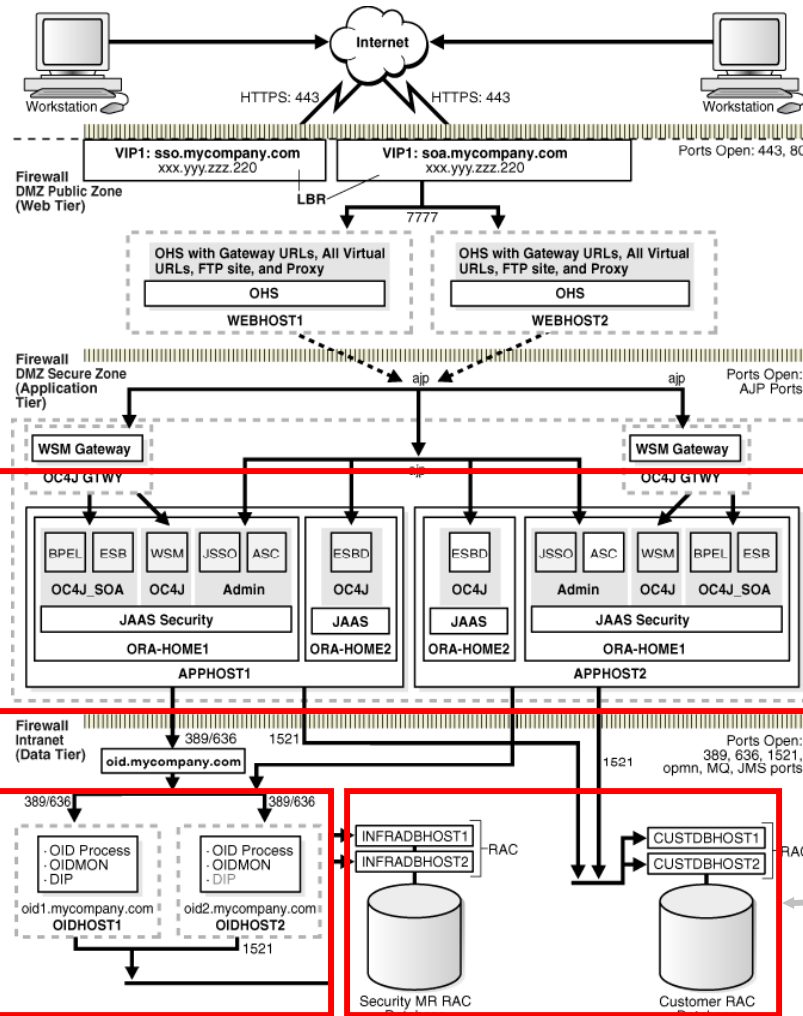 Internet
Workstation
Workstation
HTTPS: 443
HTTPS: 443
VIP1: sso.mycompany.com
xxx.yyy.zzz.220
VIP1: soa.mycompany.com
xxx.yyy.zzz.220
Ports Open: 443, 80
Firewall
DMZ Public Zone
(Web Tier)
LBR
7777
OHS with Gateway URLs, All Virtual
URLs, FTP site, and Proxy
OHS
WEBHOST1
OHS with Gateway URLs, All Virtual
URLs, FTP site, and Proxy
OHS
WEBHOST2
Firewall
DMZ Secure Zone
(Application
Tier)
ajp
ajp
Ports Open:
AJP Ports
WSM Gateway
OC4J GTWY
WSM Gateway
OC4J GTWY
ajp
BPEL ESB WSM JSSO ASC
OC4J_SOA OC4J Admin
JAAS Security
ORA-HOME1
ESBD
OC4J
JAAS
ORA-HOME2
APPHOST1
ESBD
OC4J
JAAS
ORA-HOME2
JSSO ASC WSM BPEL ESB
Admin OC4J OC4J_SOA
JAAS Security
ORA-HOME1
APPHOST2
Firewall
Intranet
(Data Tier)
389/636
1521
oid.mycompany.com
1521
Ports Open:
389, 636, 1521,
opmn, MQ, JMS ports
389/636
389/636
· OID Process
· OIDMON
· DIP
oid1.mycompany.com
OIDHOST1
· OID Process
· OIDMON
· DIP
oid2.mycompany.com
OIDHOST2
1521
INFRADBHOST1
INFRADBHOST2
RAC
Security MR RAC
CUSTDBHOST1
CUSTDBHOST2
RAC
Customer RAC